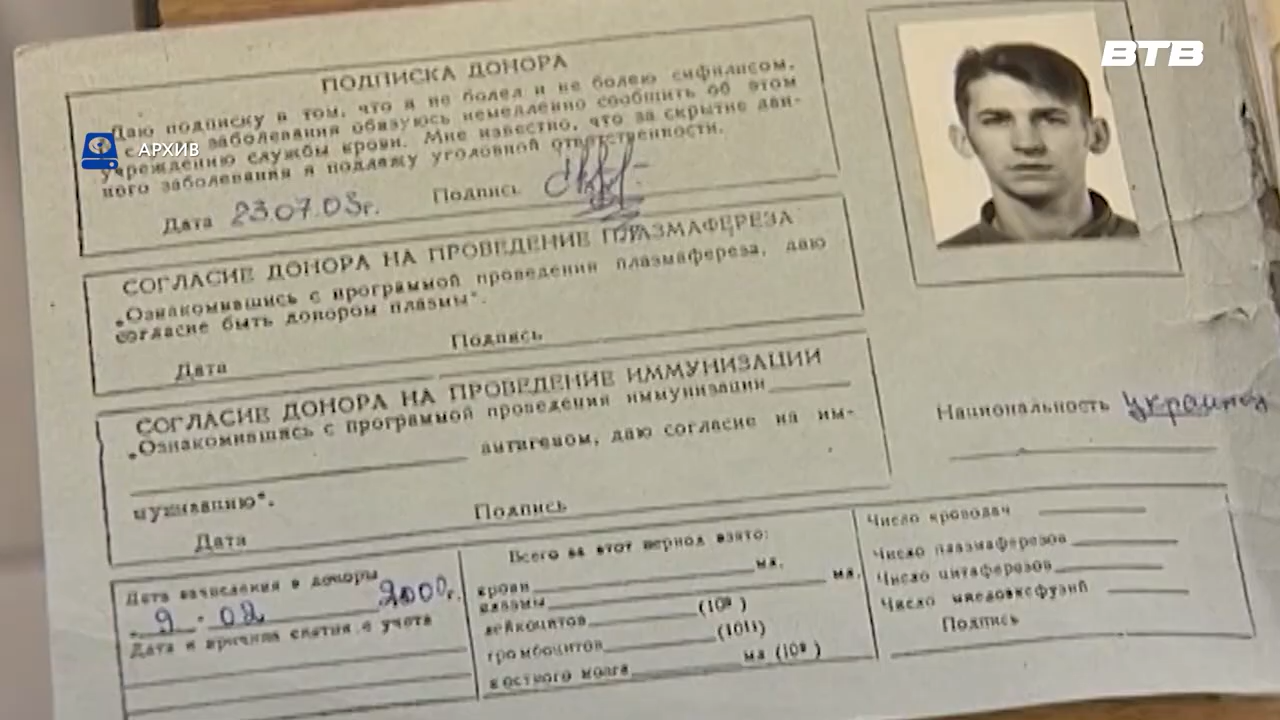 ВТВ
АРХИВ
ПОДПИСКА ДОНОРА
Даю подписку в том, что я не болел и не болею сифилисом,
с заболевания обязуюсь немедленно сообщить об этом
учреждению службы крови. Мне известно, что за скрытие дан-
ного заболевания я подлежу уголовной ответственности.
Дата 23.07.03г. Подпись
СОГЛАСИЕ ДОНОРА НА ПРОВЕДЕНИЕ ПЛАЗМАФЕРЕЗА
„Ознакомившись с программой проведения плазмафереза, даю
согласие быть донором плазмы“.
Дата Подпись
СОГЛАСИЕ ДОНОРА НА ПРОВЕДЕНИЕ ИММУНИЗАЦИИ
„Ознакомившись с программой проведения иммунизации
антигеном, даю согласие на им-
мунизацию“.
Дата Подпись
Национальность украинец
Дата зачисления в доноры
9. 02 2000г.
Дата и причина снятия с учета
Всего за этот период взято:
крови мл.
плазмы мл.
лейкоцитов (10⁹)
тромбоцитов (10¹¹)
костного мозга мл (10⁹)
Число кроводач
Число плазмаферезов
Число цитаферезов
Число миелоэксфузий
Подпись